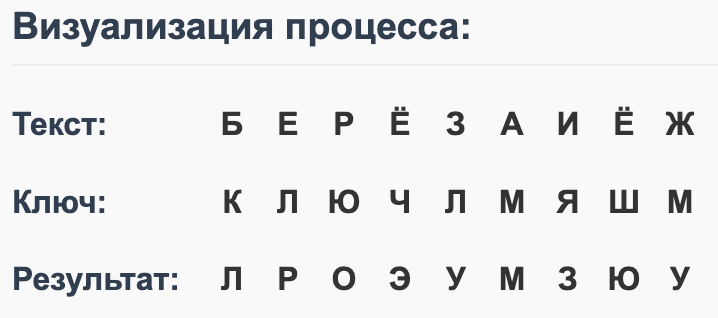 Визуализация процесса:
Текст: Б Е Р Ё З А И Ё Ж
Ключ: К Л Ю Ч Л М Я Ш М
Результат: Л Р О Э У М З Ю У